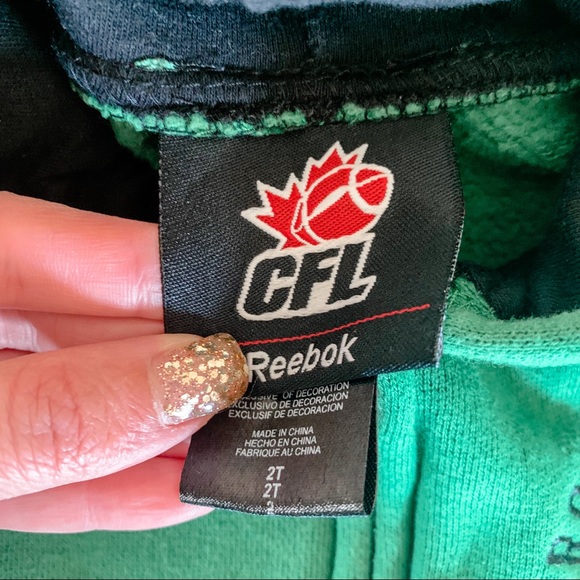 CFL
Reebok
OF DECORATION
EXCLUSIVO DE DECORACION
EXCLUSIF DE DECORACION
MADE IN CHINA
HECHO EN CHINA
FABRIQUE AU CHINA
2T
2T